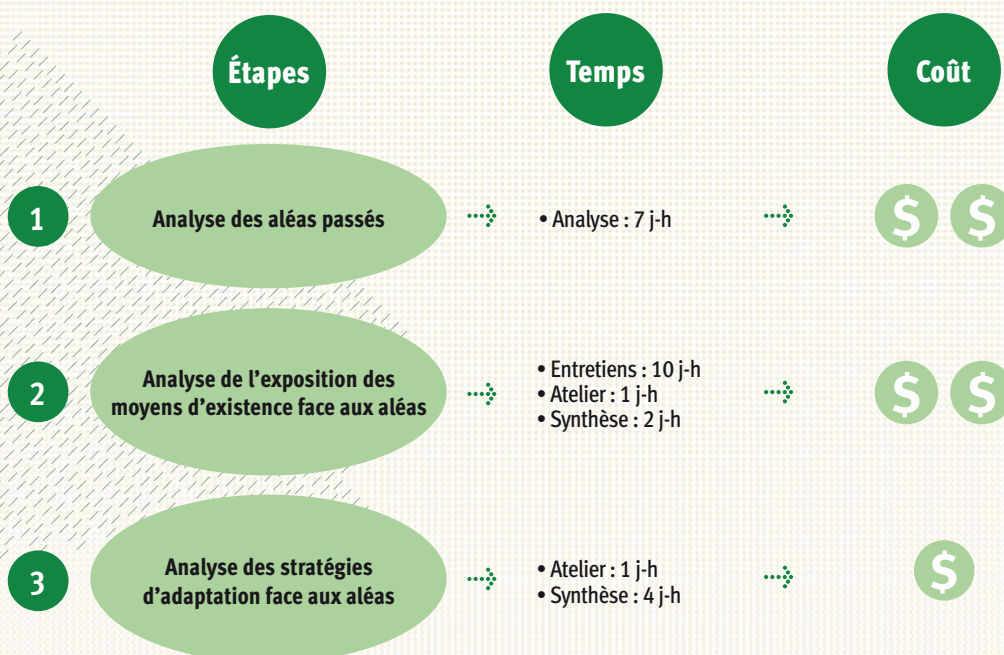 Étapes
Temps
Coût
1
Analyse des aléas passés
• Analyse : 7 j-h
$ $
2
Analyse de l’exposition des
moyens d’existence face aux aléas
• Entretiens : 10 j-h
• Atelier : 1 j-h
• Synthèse : 2 j-h
$ $
3
Analyse des stratégies
d’adaptation face aux aléas
• Atelier : 1 j-h
• Synthèse : 4 j-h
$